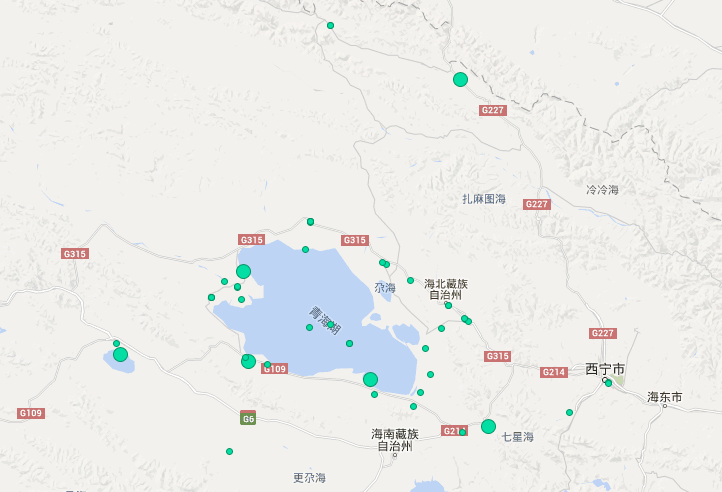 G227
冷冷海
扎麻图海
G227
G315
G315
G315
尕海
海北藏族
自治州
青海湖
G227
G315
G109
G214
西宁市
海东市
G109
G6
海南藏族
自治州
七星海
更尕海